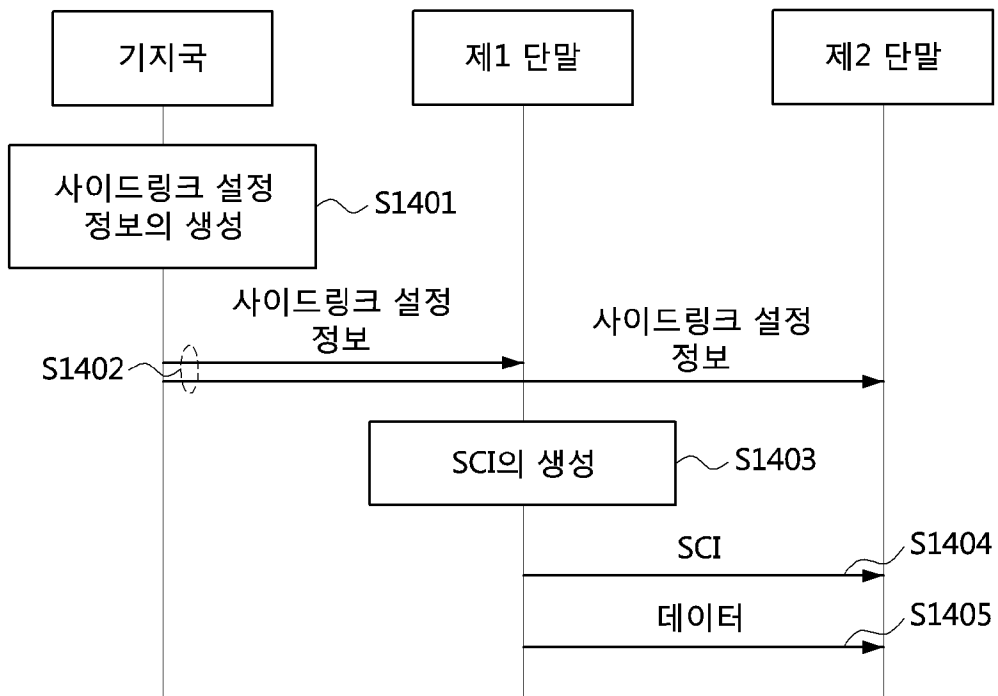 기지국
제1 단말
제2 단말
사이드링크 설정
정보의 생성
S1401
사이드링크 설정
정보
사이드링크 설정
정보
S1402
SCI의 생성
S1403
SCI
S1404
데이터
S1405